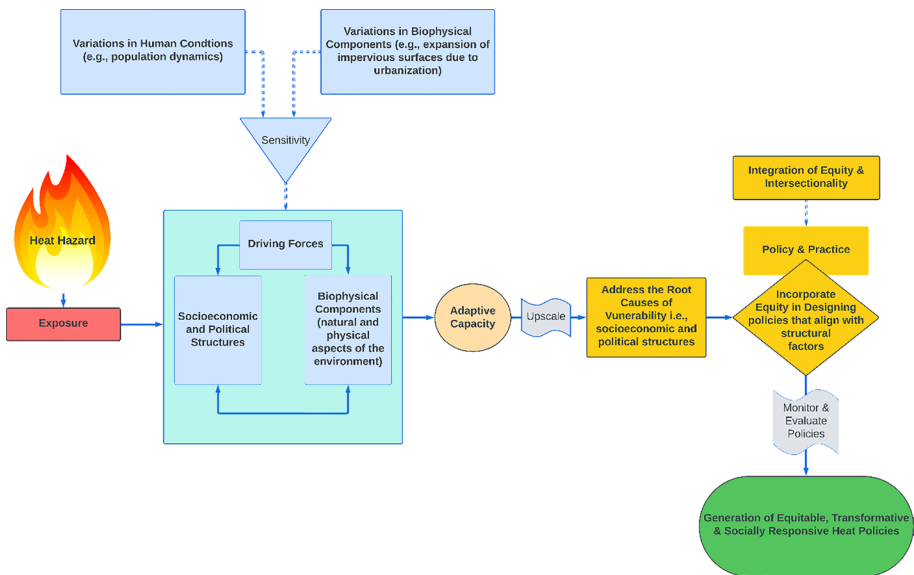 Variations in Human Condtions
(e.g., population dynamics)
Variations in Biophysical
Components (e.g., expansion of
impervious surfaces due to
urbanization)
Sensitivity
Heat Hazard
Exposure
Driving Forces
Socioeconomic
and Political
Structures
Biophysical
Components
(natural and
physical
aspects of the
environment)
Adaptive
Capacity
Upscale
Address the Root
Causes of
Vunerability i.e.,
socioeconomic and
political structures
Integration of Equity &
Intersectionality
Policy & Practice
Incorporate
Equity in Designing
policies that align with
structural
factors
Monitor &
Evaluate
Policies
Generation of Equitable, Transformative
& Socially Responsive Heat Policies